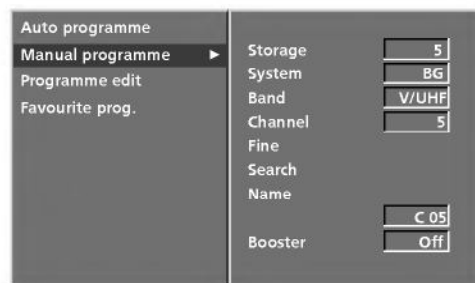 Auto programme
Manual programme ►
Programme edit
Favourite prog.
Storage 5
System BG
Band V/UHF
Channel 5
Fine
Search
Name
C 05
Booster Off